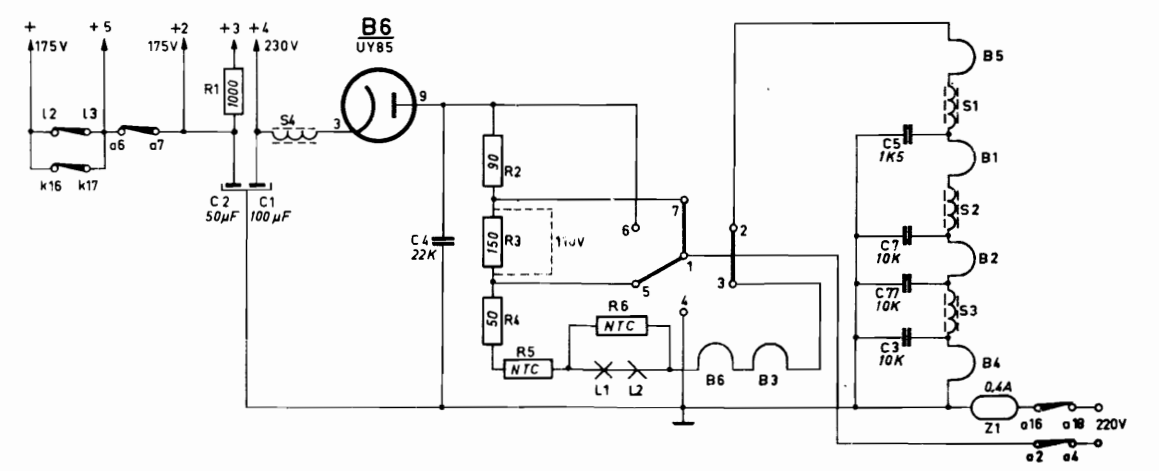 + +5 +2 +3 +4 B6
175V 175V 230V UY85
R1 1000
9
B5
l2 l3
a6 a7
S4 3
S1
C5
1K5
B1
k16 k17
90 R2
C2 C1
50µF 100µF
7
S2
6 2
C4
22K
150 R3
C7
10K
B2
1
5 3
C77
10K
50 R4
4
R6
NTC
S3
C3
10K
R5
NTC
L1 L2
B6 B3
B4
0,4A
Z1 a16 a18 220V
a2 a4